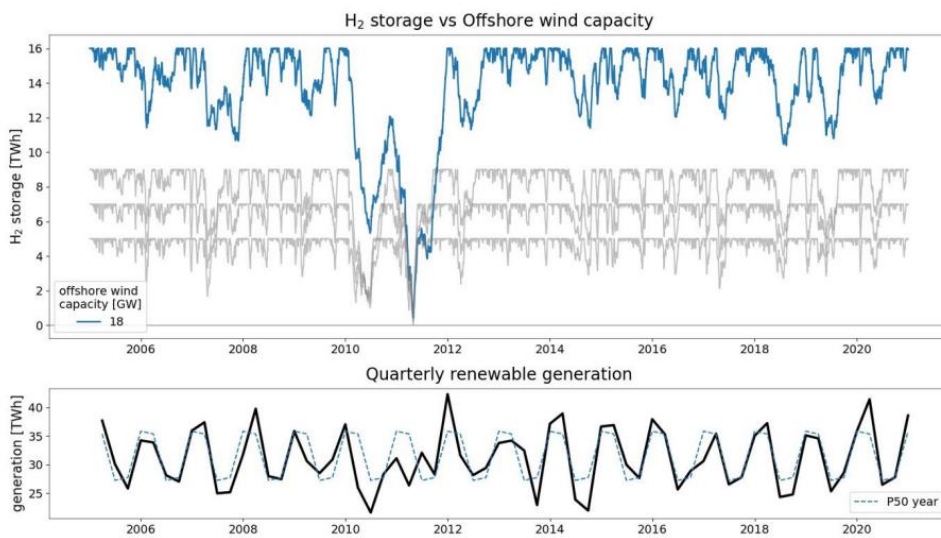 H₂ storage vs Offshore wind capacity
H₂ storage [TWh]
16
14
12
10
8
6
4
2
0
offshore wind
capacity [GW]
18
2006 2008 2010 2012 2014 2016 2018 2020
Quarterly renewable generation
generation [TWh]
40
35
30
25
P50 year
2006 2008 2010 2012 2014 2016 2018 2020